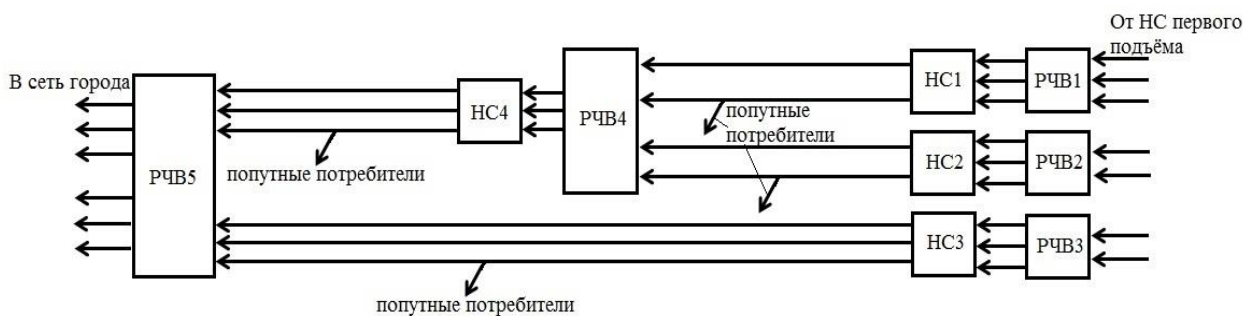 От НС первого
подъёма
В сеть города
НС1
РЧВ1
НС4
РЧВ4
попутные
потребители
попутные потребители
РЧВ5
НС2
РЧВ2
НС3
РЧВ3
попутные потребители